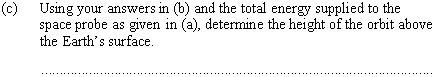 (c) Using your answers in (b) and the total energy supplied to the
space probe as given in (a), determine the height of the orbit above
the Earth's surface.